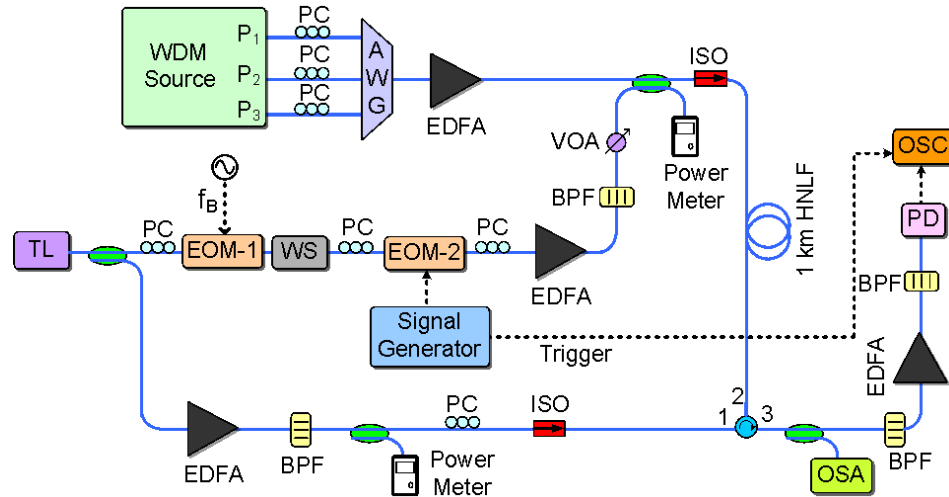 WDM
Source
P1
P2
P3
PC
PC
PC
A
W
G
EDFA
ISO
VOA
BPF
Power
Meter
1 km HNLF
OSC
PD
BPF
EDFA
fB
TL
PC
EOM-1
WS
PC
EOM-2
PC
EDFA
Signal
Generator
Trigger
EDFA
BPF
Power
Meter
PC
ISO
1
2
3
OSA
BPF